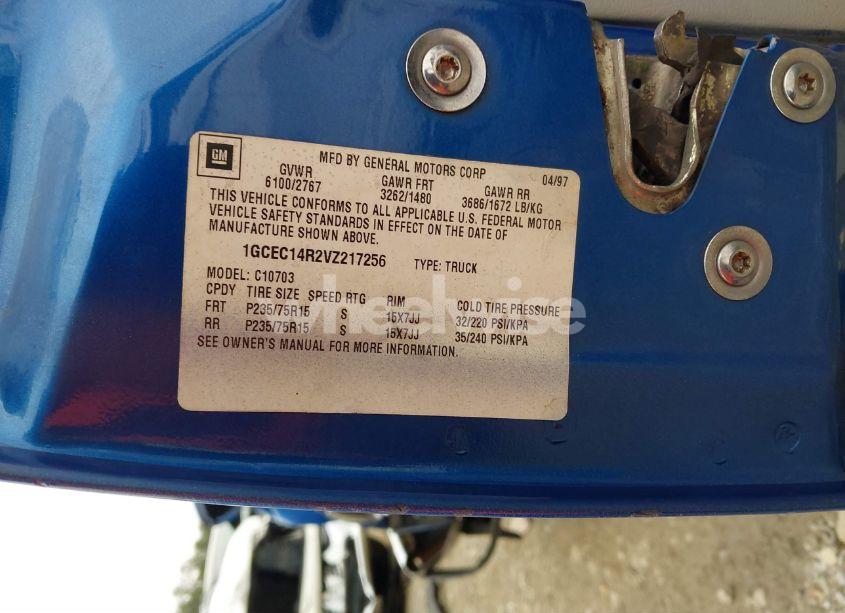 GM
MFD BY GENERAL MOTORS CORP 04/97
GVWR GAWR FRT GAWR RR
6100/2767 3262/1480 3686/1672 LB/KG
THIS VEHICLE CONFORMS TO ALL APPLICABLE U.S. FEDERAL MOTOR
VEHICLE SAFETY STANDARDS IN EFFECT ON THE DATE OF
MANUFACTURE SHOWN ABOVE.
1GCEC14R2VZ217256 TYPE: TRUCK
MODEL: C10703
CPDY TIRE SIZE SPEED RTG RIM COLD TIRE PRESSURE
FRT P235/75R15 S 15X7JJ 32/220 PSI/KPA
RR P235/75R15 S 15X7JJ 35/240 PSI/KPA
SEE OWNER'S MANUAL FOR MORE INFORMATION.
wheelwise